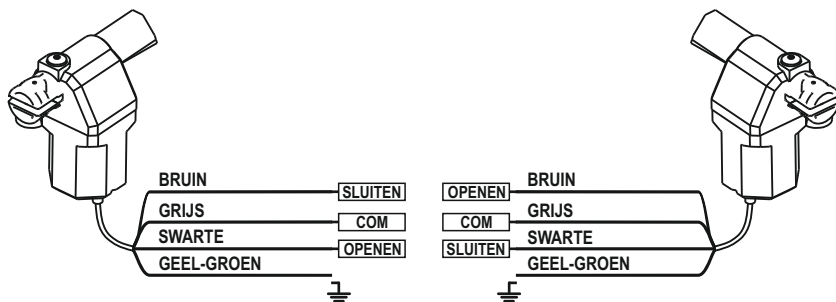 BRUIN SLUITEN
GRIJS COM
SWARTE OPENEN
GEEL-GROEN
OPENEN BRUIN
COM GRIJS
SLUITEN SWARTE
GEEL-GROEN